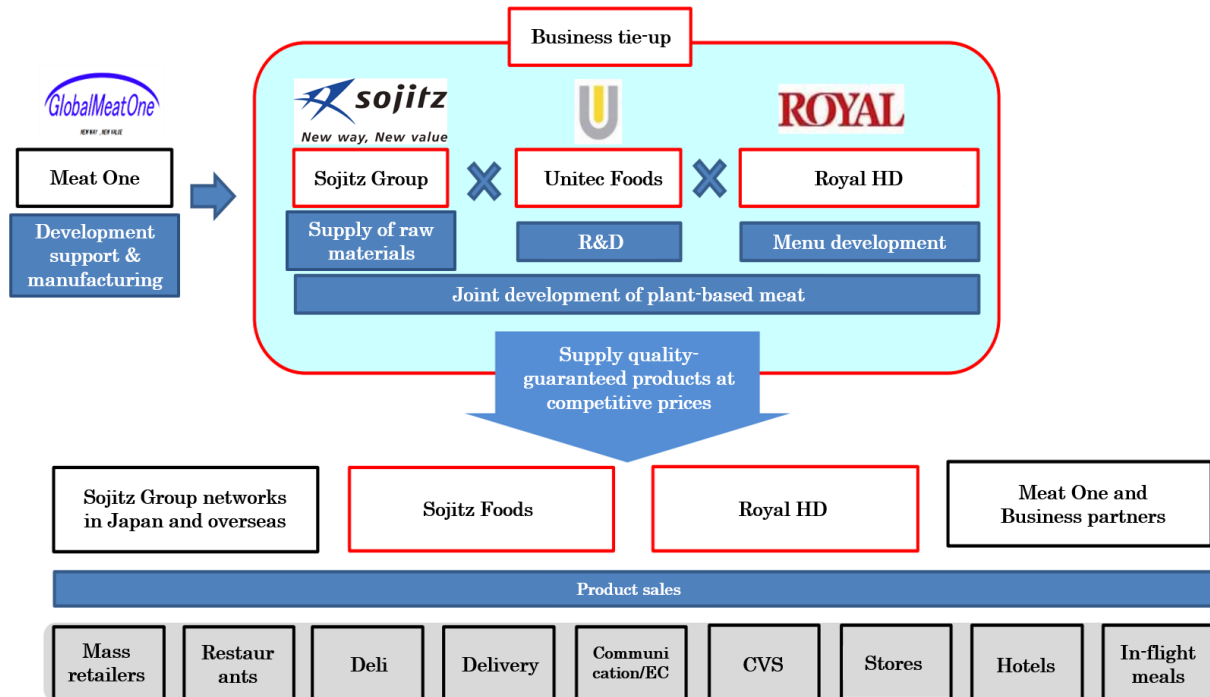 Business tie-up
GlobalMeatOne
NEW WAY , NEW VALUE
sojitz
New way, New value
U
ROYAL
Meat One
Sojitz Group
Unitec Foods
Royal HD
Development
support &
manufacturing
Supply of raw
materials
R&D
Menu development
Joint development of plant-based meat
Supply quality-
guaranteed products at
competitive prices
Sojitz Group networks
in Japan and overseas
Sojitz Foods
Royal HD
Meat One and
Business partners
Product sales
Mass
retailers
Restaur
ants
Deli
Delivery
Communi
cation/EC
CVS
Stores
Hotels
In-flight
meals